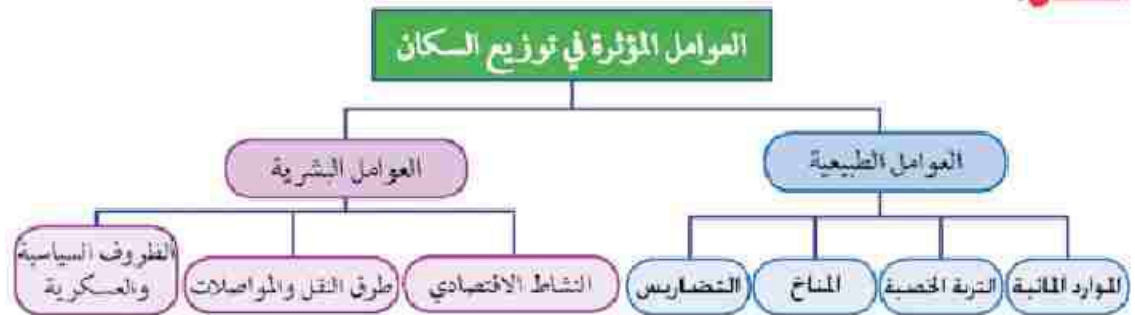 العوامل المؤثرة في توزيع السكان
العوامل الطبيعية
العوامل البشرية
الموارد المائية
التربة الخصبة
المناخ
التضاريس
النشاط الاقتصادي
طرق النقل والمواصلات
الظروف السياسية
والعسكرية